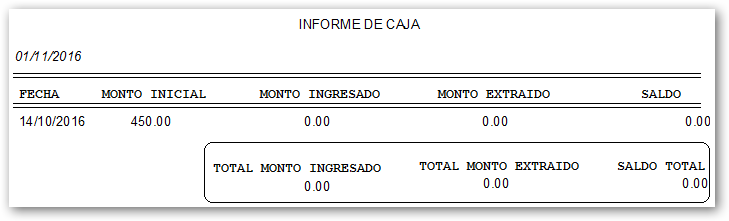 INFORME DE CAJA
01/11/2016
FECHA MONTO INICIAL MONTO INGRESADO MONTO EXTRAIDO SALDO
14/10/2016 450.00 0.00 0.00 0.00
TOTAL MONTO INGRESADO TOTAL MONTO EXTRAIDO SALDO TOTAL
0.00 0.00 0.00